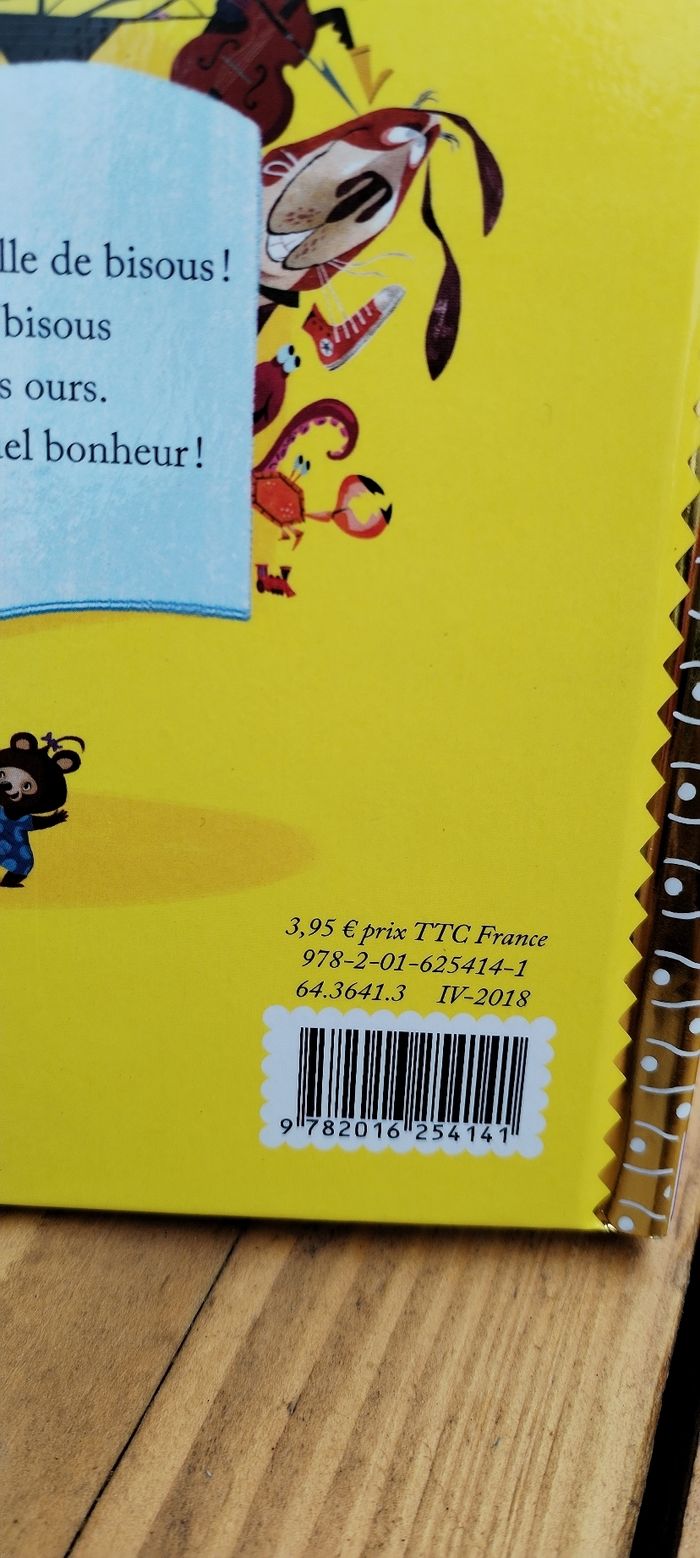 lle de bisous !
bisous
s ours.
el bonheur !
3,95 € prix TTC France
978-2-01-625414-1
64.3641.3 IV-2018
9 782016 254141